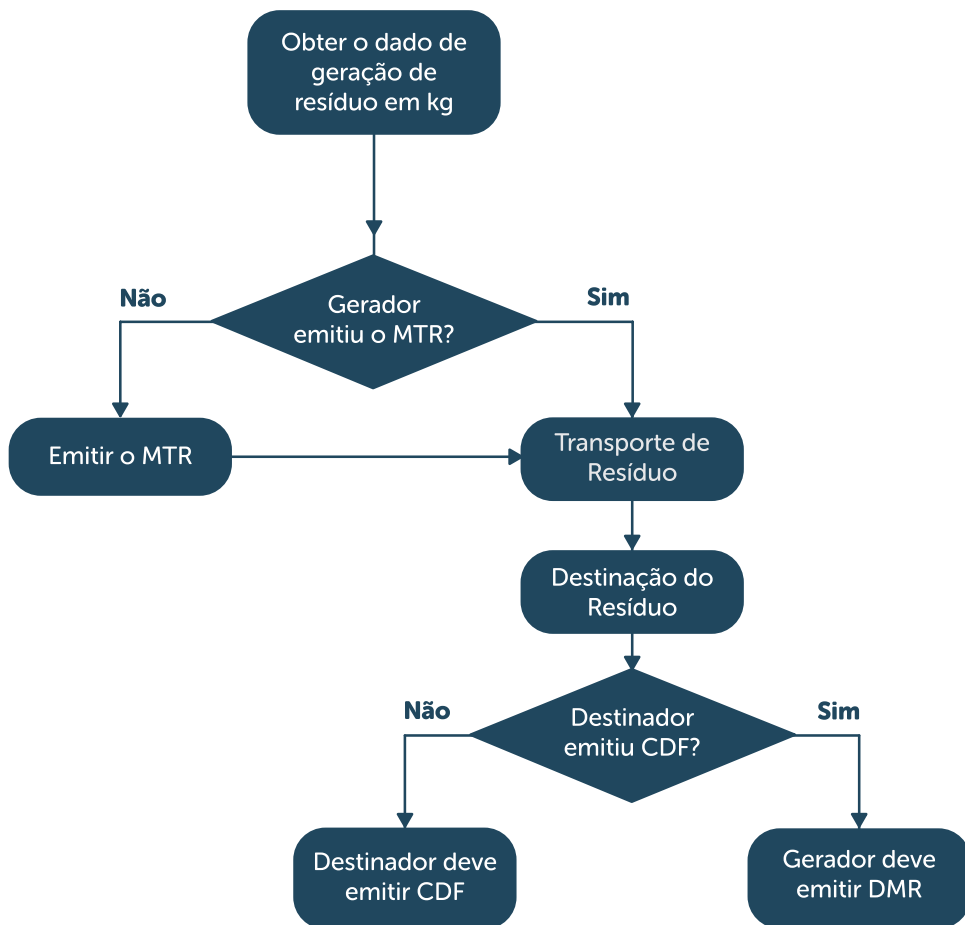 Obter o dado de
geração de
resíduo em kg
Não
Sim
Gerador
emitiu o MTR?
Emitir o MTR
Transporte de
Resíduo
Destinação do
Resíduo
Não
Sim
Destinador
emitiu CDF?
Destinador deve
emitir CDF
Gerador deve
emitir DMR